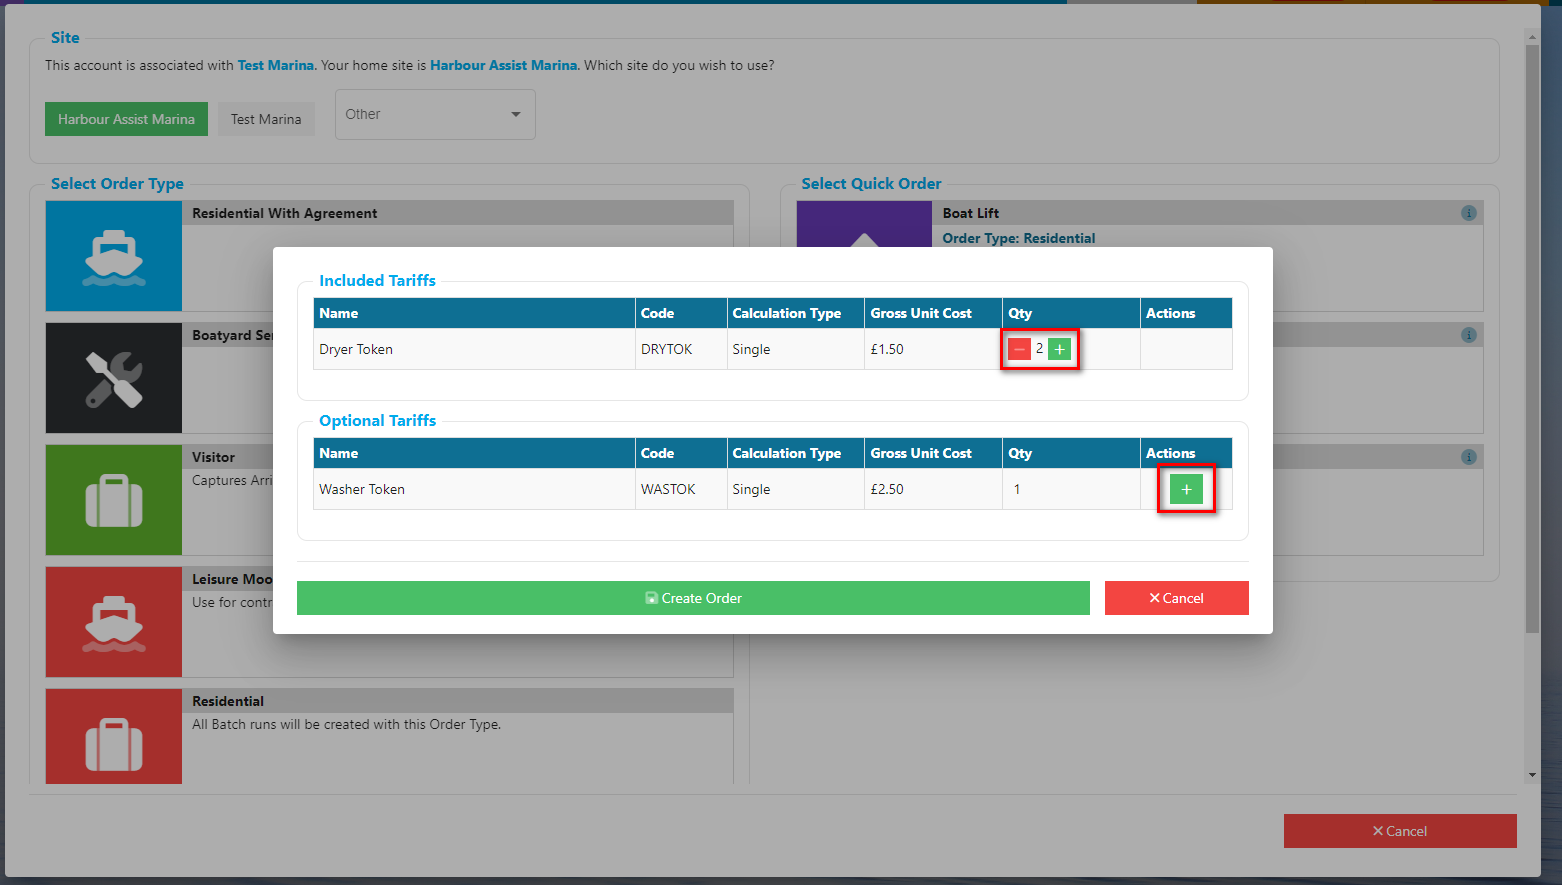 Site
This account is associated with Test Marina. Your home site is Harbour Assist Marina. Which site do you wish to use?
Harbour Assist Marina
Test Marina
Other
Select Order Type
Residential With Agreement
Boatyard Se
Visitor
Captures Arri
Leisure Moo
Use for contr
Residential
All Batch runs will be created with this Order Type.
Select Quick Order
Boat Lift
Order Type: Residential
Included Tariffs
Name Code Calculation Type Gross Unit Cost Qty Actions
Dryer Token DRYTOK Single £1.50 − 2 +
Optional Tariffs
Name Code Calculation Type Gross Unit Cost Qty Actions
Washer Token WASTOK Single £2.50 1 +
Create Order
Cancel
Cancel